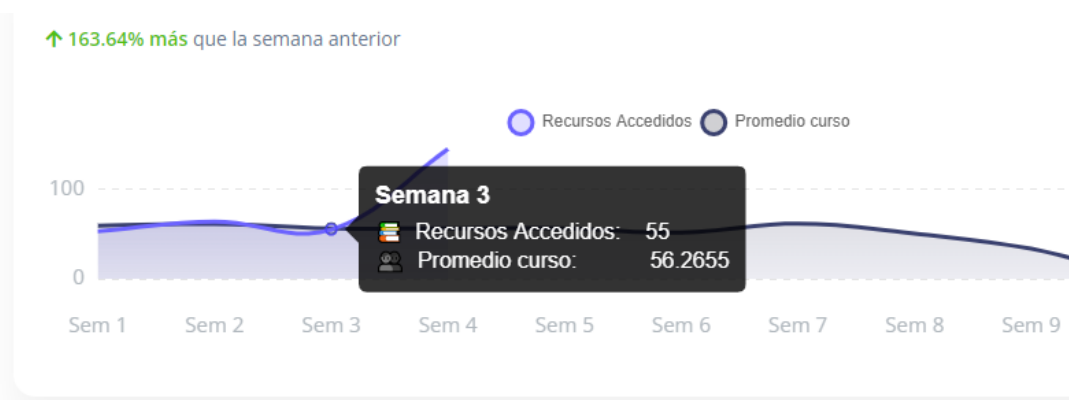 ↑ 163.64% más que la semana anterior
Recursos Accedidos Promedio curso
100
Semana 3
Recursos Accedidos: 55
Promedio curso: 56.2655
0
Sem 1 Sem 2 Sem 3 Sem 4 Sem 5 Sem 6 Sem 7 Sem 8 Sem 9